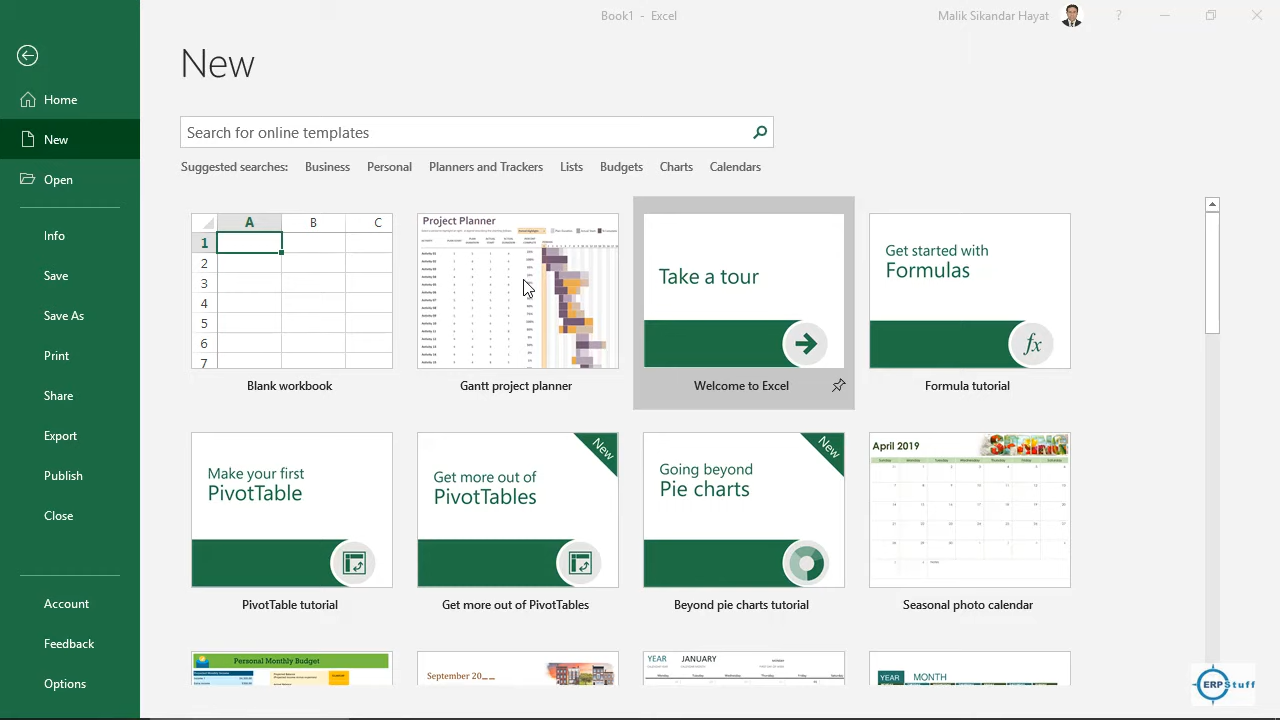 Book1 - Excel
Malik Sikandar Hayat
?
New
Home
New
Open
Info
Save
Save As
Print
Share
Export
Publish
Close
Account
Feedback
Options
Search for online templates
Suggested searches: Business Personal Planners and Trackers Lists Budgets Charts Calendars
A B C
1
2
3
4
5
6
7
Blank workbook
Project Planner
Gantt project planner
Take a tour
Welcome to Excel
Get started with
Formulas
fx
Formula tutorial
Make your first
PivotTable
PivotTable tutorial
New
Get more out of
PivotTables
Get more out of PivotTables
New
Going beyond
Pie charts
Beyond pie charts tutorial
April 2019
Seasonal photo calendar
Personal Monthly Budget
September 20__
YEAR JANUARY
YEAR MONTH
ERPStuff